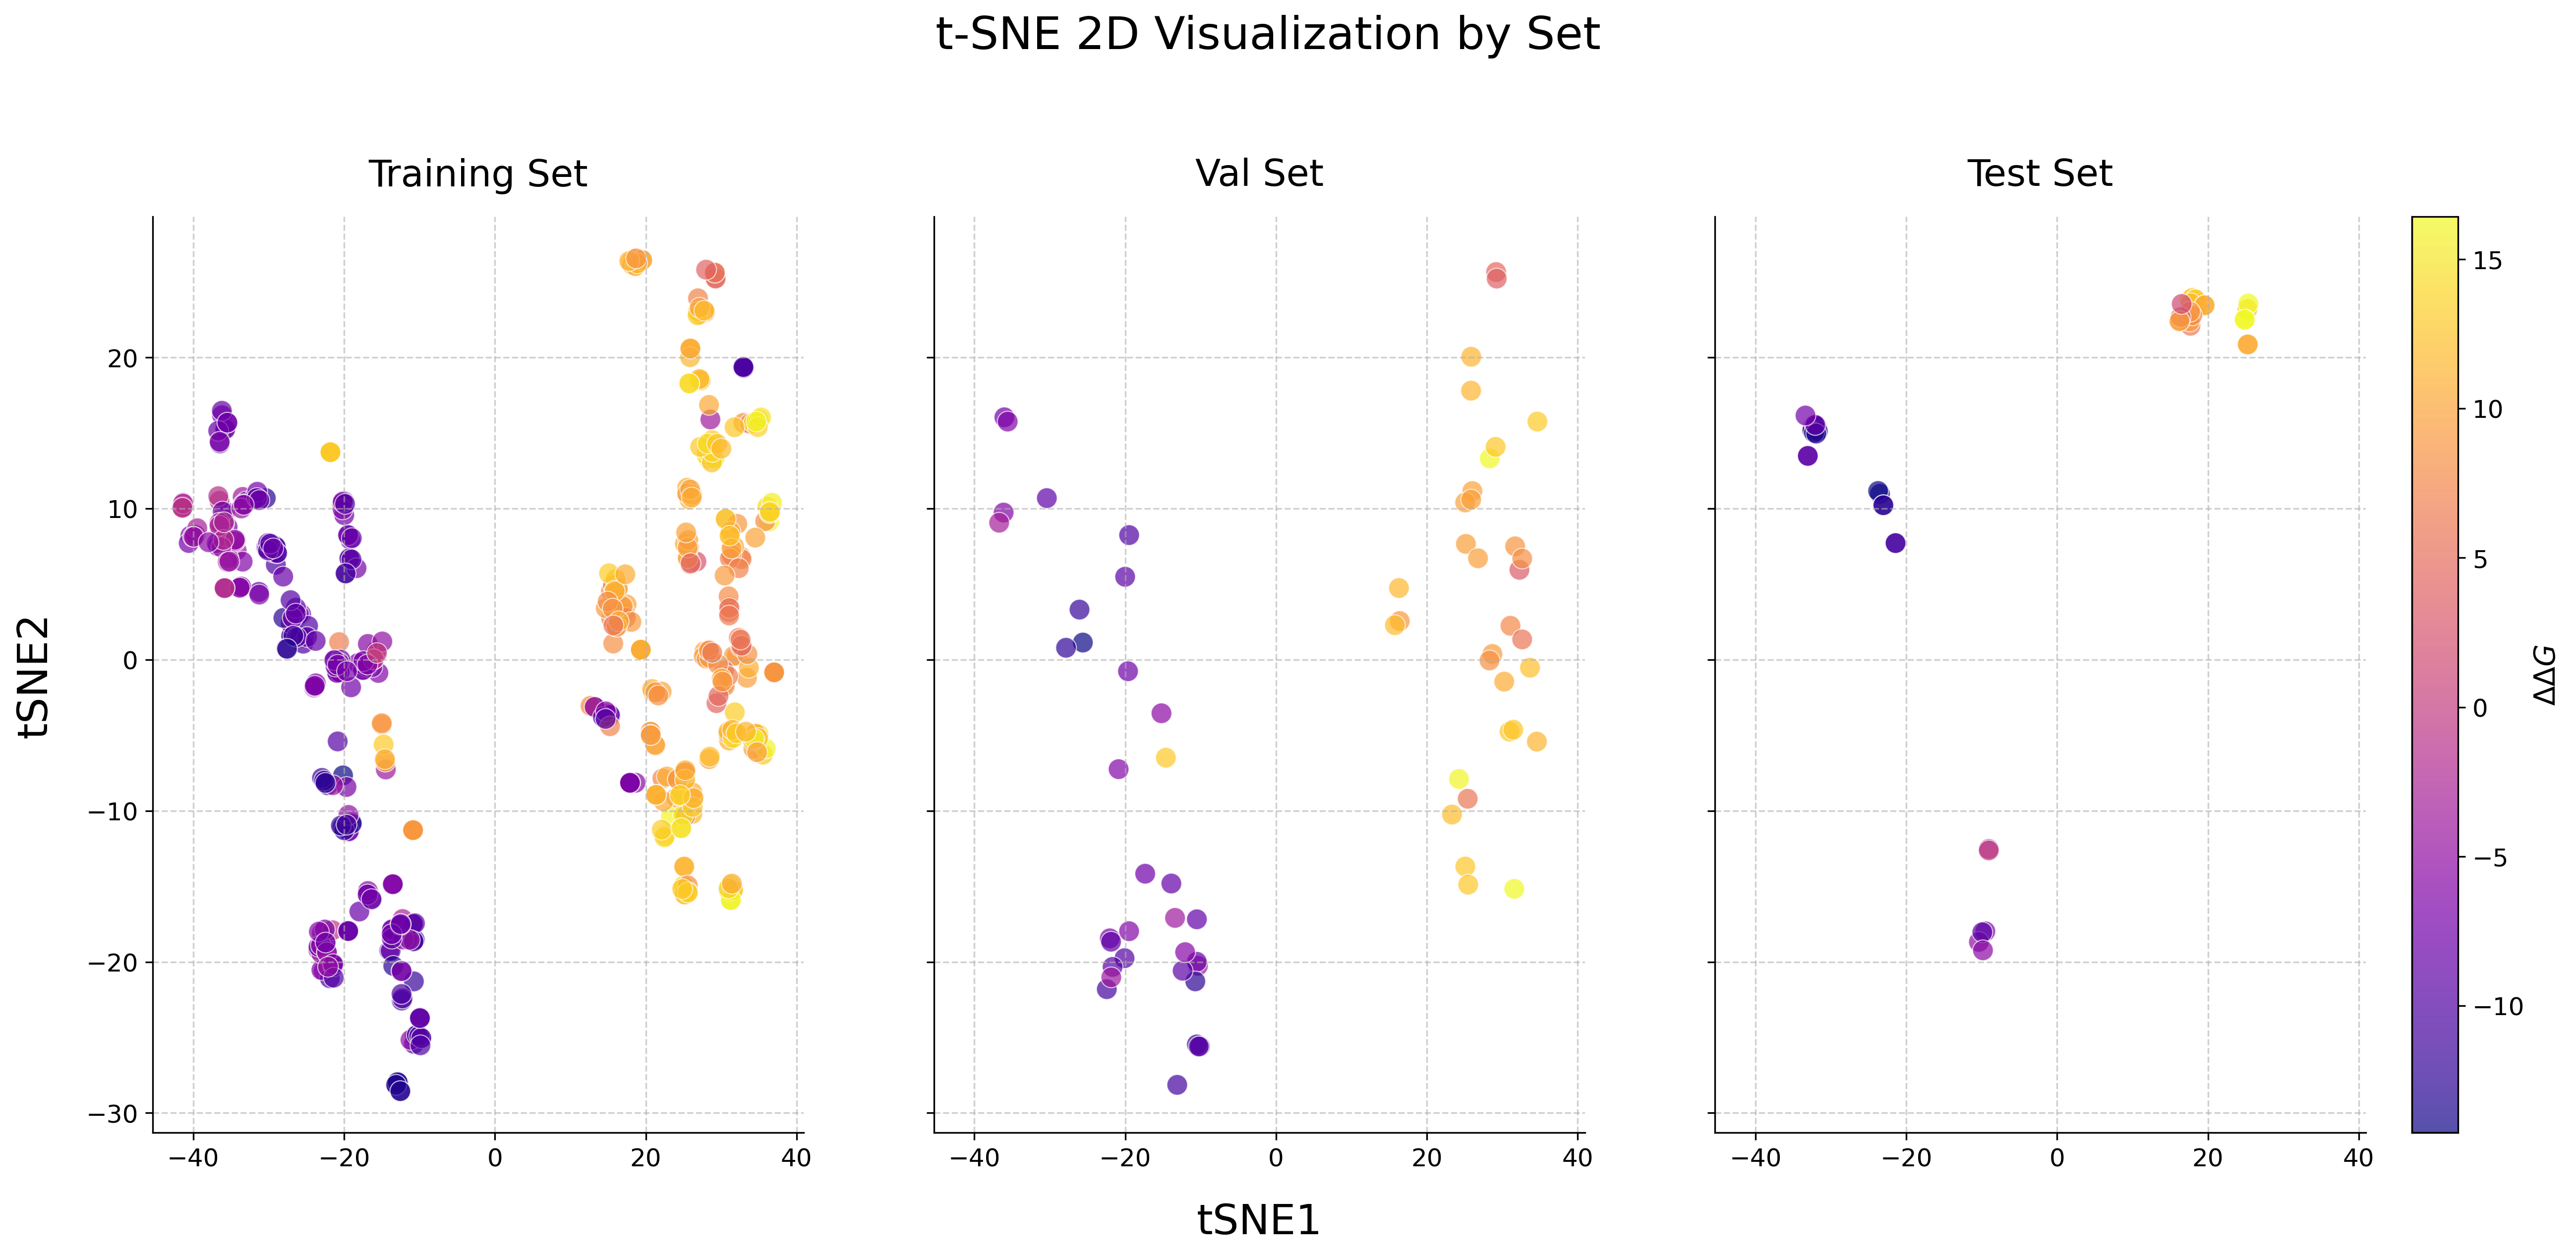 t-SNE 2D Visualization by Set
Training Set
Val Set
Test Set
tSNE2
20
10
0
−10
−20
−30
−40 −20 0 20 40
−40 −20 0 20 40
−40 −20 0 20 40
tSNE1
15
10
5
0
−5
−10
ΔΔG